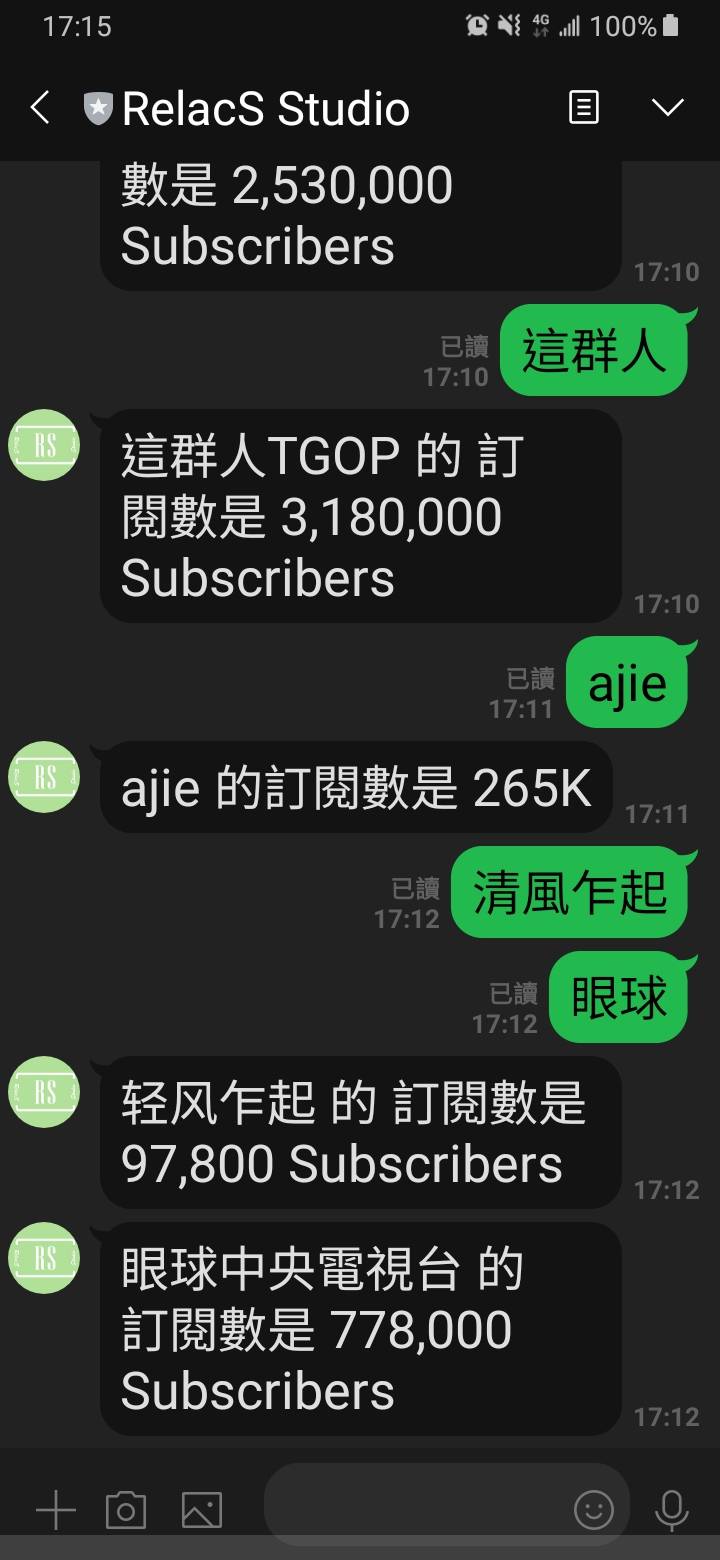 17:15
4G
100%
RelacS Studio
數是 2,530,000
Subscribers
17:10
已讀
17:10
這群人
RS
這群人TGOP 的 訂
閱數是 3,180,000
Subscribers
17:10
已讀
17:11
ajie
RS
ajie 的訂閱數是 265K
17:11
已讀
17:12
清風乍起
已讀
17:12
眼球
RS
轻风乍起 的 訂閱數是
97,800 Subscribers
17:12
RS
眼球中央電視台 的
訂閱數是 778,000
Subscribers
17:12